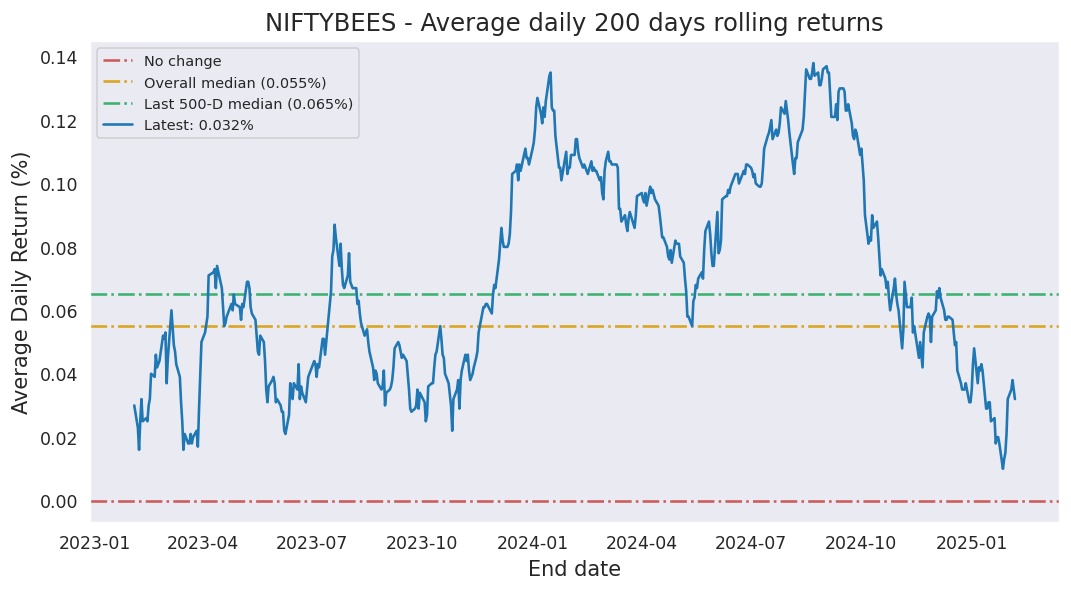 NIFTYBEES - Average daily 200 days rolling returns
No change
Overall median (0.055%)
Last 500-D median (0.065%)
Latest: 0.032%
Average Daily Return (%)
0.14
0.12
0.10
0.08
0.06
0.04
0.02
0.00
2023-01 2023-04 2023-07 2023-10 2024-01 2024-04 2024-07 2024-10 2025-01
End date